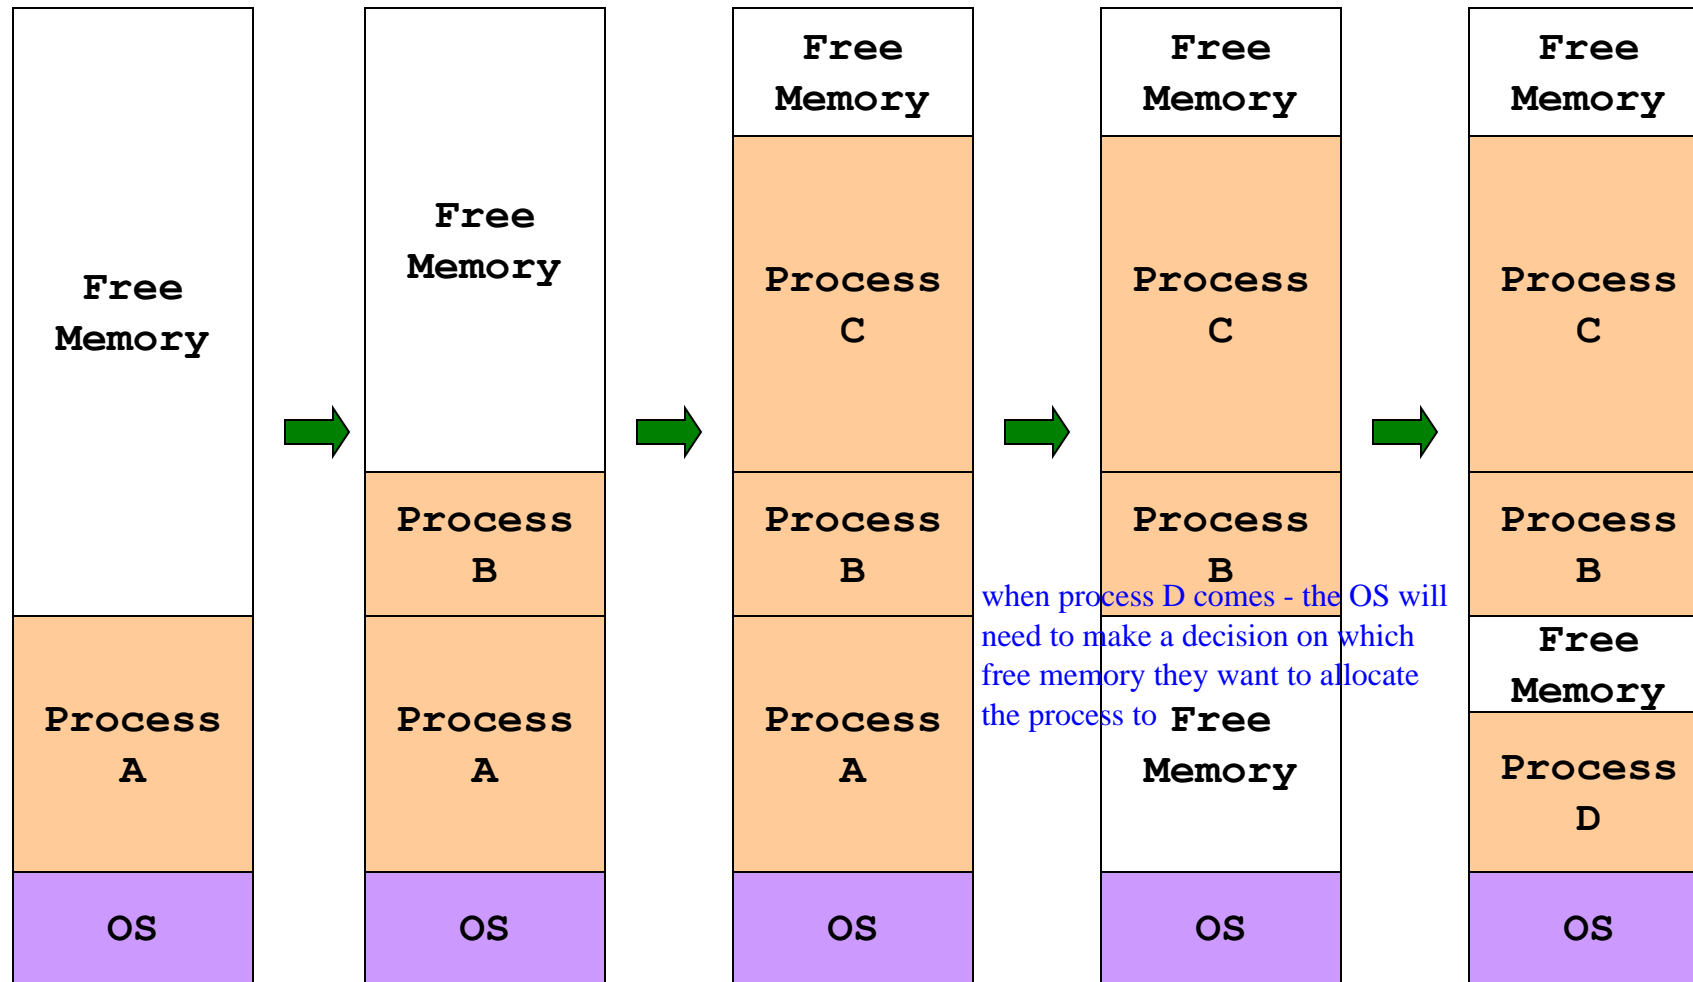 Free
Memory
Process
A
OS
Free
Memory
Process
B
Process
A
OS
Free
Memory
Process
C
Process
B
Process
A
OS
Free
Memory
Process
C
Process
B
when process D comes - the OS will
need to make a decision on which
free memory they want to allocate
the process to
Free
Memory
OS
Free
Memory
Process
C
Process
B
Free
Memory
Process
D
OS